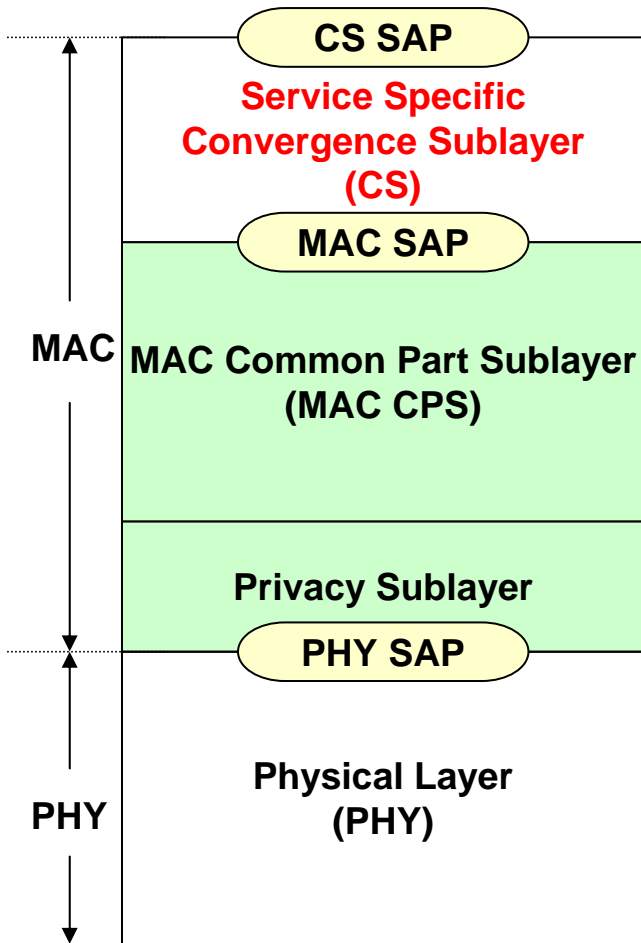 CS SAP
Service Specific
Convergence Sublayer
(CS)
MAC SAP
MAC
MAC Common Part Sublayer
(MAC CPS)
Privacy Sublayer
PHY SAP
Physical Layer
(PHY)
PHY